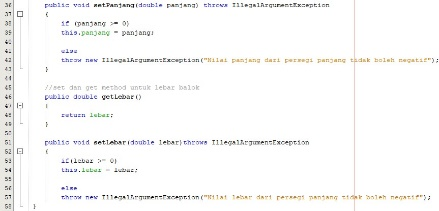 36 public void setPanjang(double panjang) throws IllegalArgumentException
37 {
38 if (panjang >= 0)
39 this.panjang = panjang;
40
41 else
42 throw new IllegalArgumentException("Nilai panjang dari persegi panjang tidak boleh negatif");
43 }
44
45 //set dan get method untuk lebar balok
46 public double getLebar()
47 {
48 return lebar;
49 }
50
51 public void setLebar(double lebar)throws IllegalArgumentException
52 {
53 if(lebar >= 0)
54 this.lebar = lebar;
55
56 else
57 throw new IllegalArgumentException("Nilai lebar dari persegi panjang tidak boleh negatif");
58 }